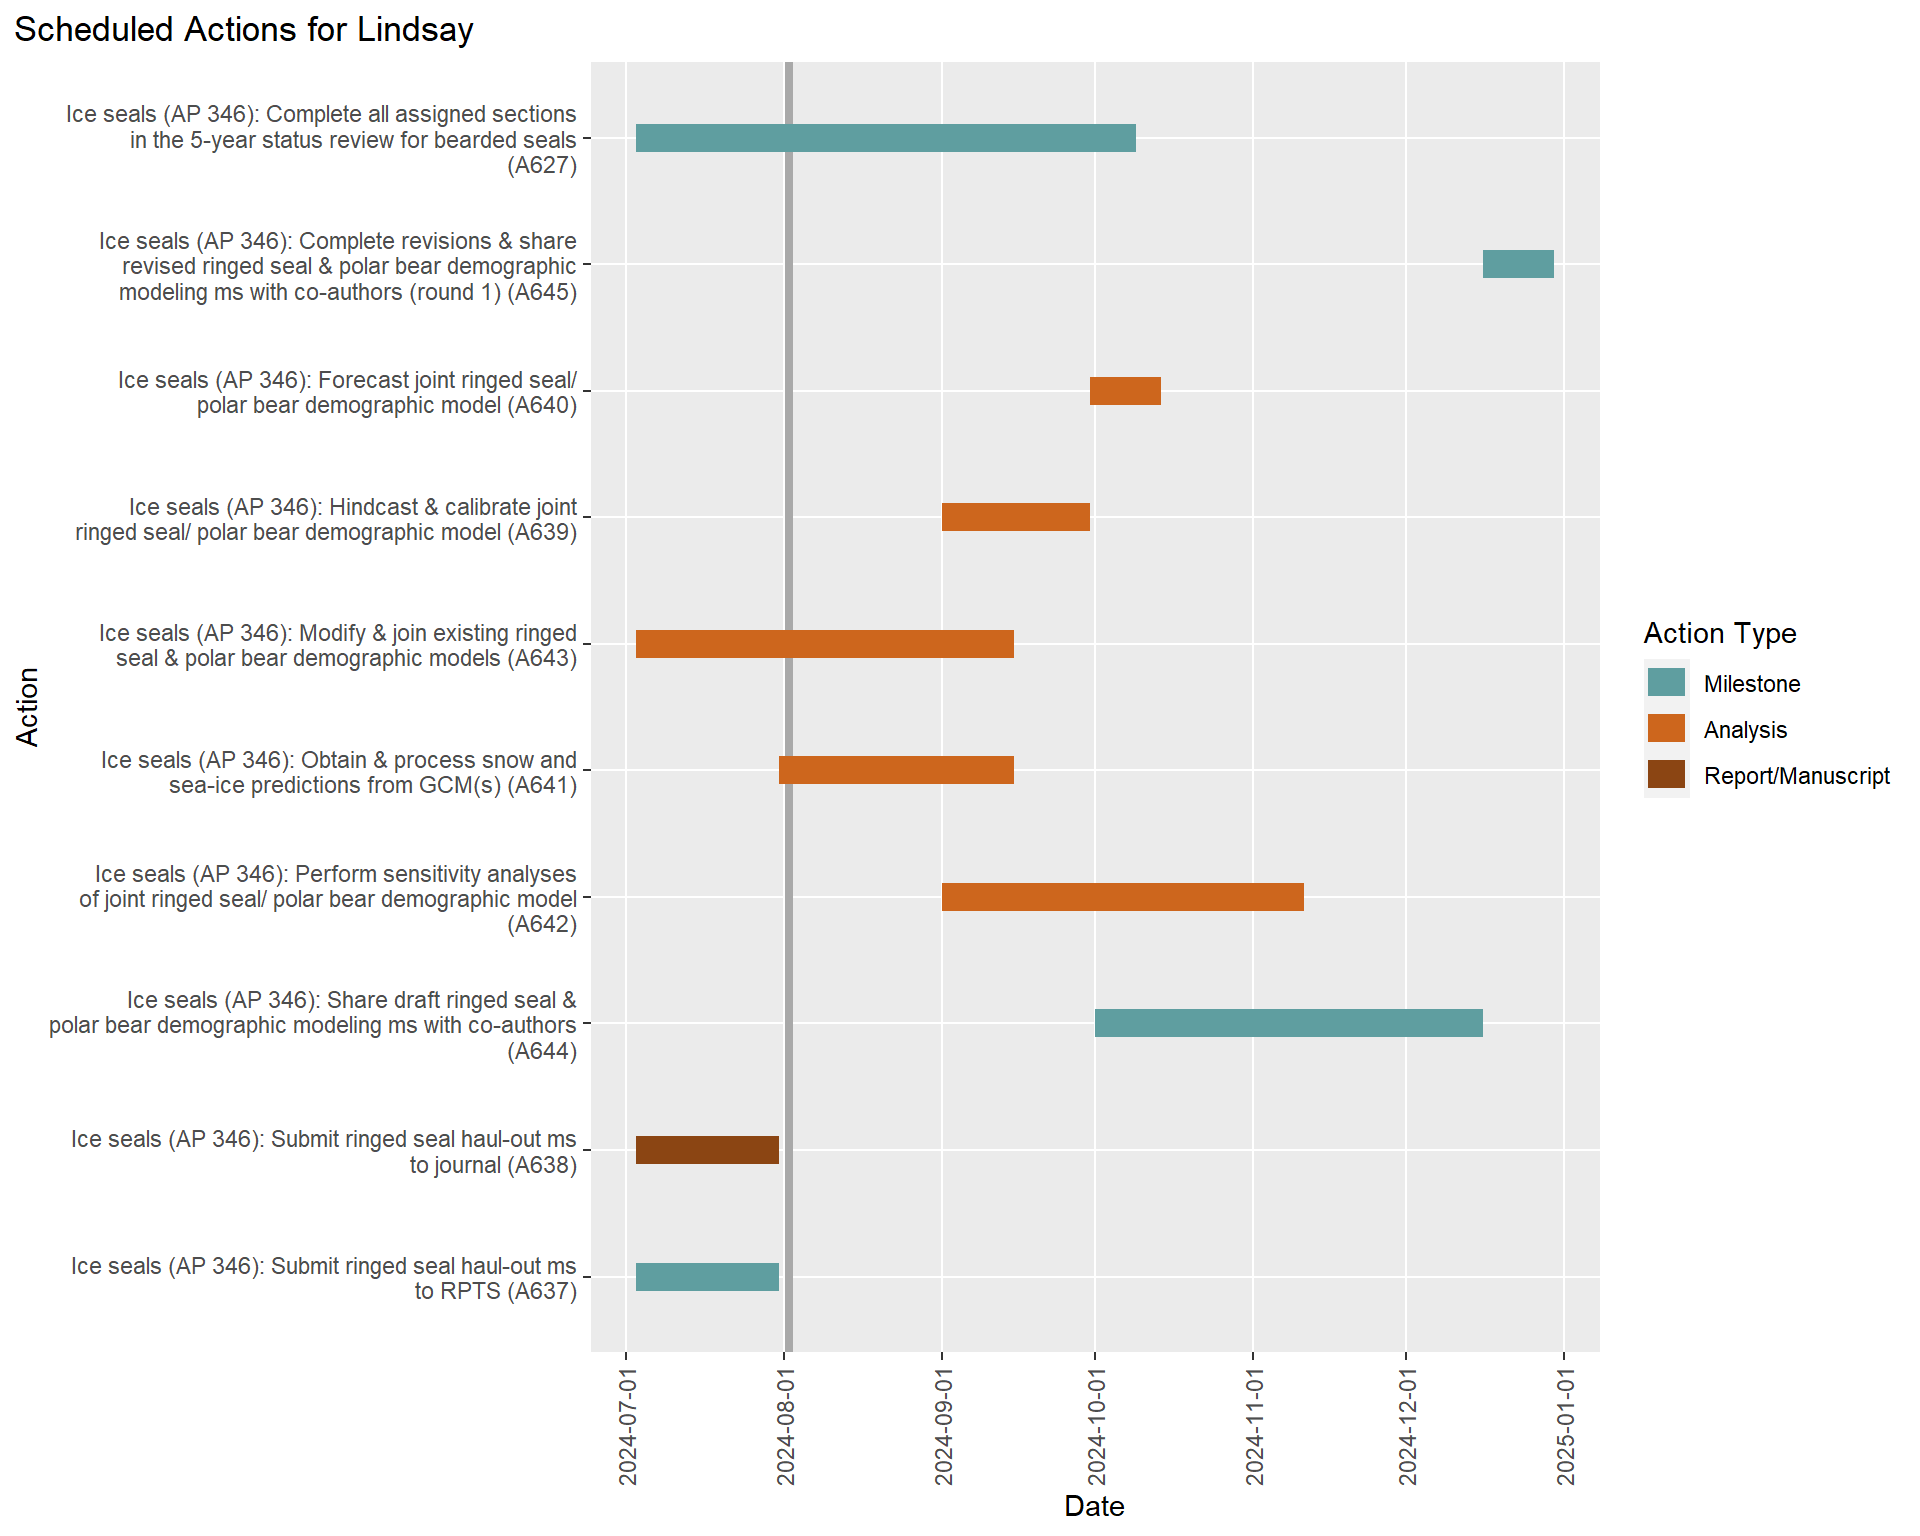 Scheduled Actions for Lindsay
Ice seals (AP 346): Complete all assigned sections
in the 5-year status review for bearded seals
(A627)
Ice seals (AP 346): Complete revisions & share
revised ringed seal & polar bear demographic
modeling ms with co-authors (round 1) (A645)
Ice seals (AP 346): Forecast joint ringed seal/
polar bear demographic model (A640)
Ice seals (AP 346): Hindcast & calibrate joint
ringed seal/ polar bear demographic model (A639)
Ice seals (AP 346): Modify & join existing ringed
seal & polar bear demographic models (A643)
Ice seals (AP 346): Obtain & process snow and
sea-ice predictions from GCM(s) (A641)
Ice seals (AP 346): Perform sensitivity analyses
of joint ringed seal/ polar bear demographic model
(A642)
Ice seals (AP 346): Share draft ringed seal &
polar bear demographic modeling ms with co-authors
(A644)
Ice seals (AP 346): Submit ringed seal haul-out ms
to journal (A638)
Ice seals (AP 346): Submit ringed seal haul-out ms
to RPTS (A637)
Action
2024-07-01
2024-08-01
2024-09-01
2024-10-01
2024-11-01
2024-12-01
2025-01-01
Date
Action Type
Milestone
Analysis
Report/Manuscript